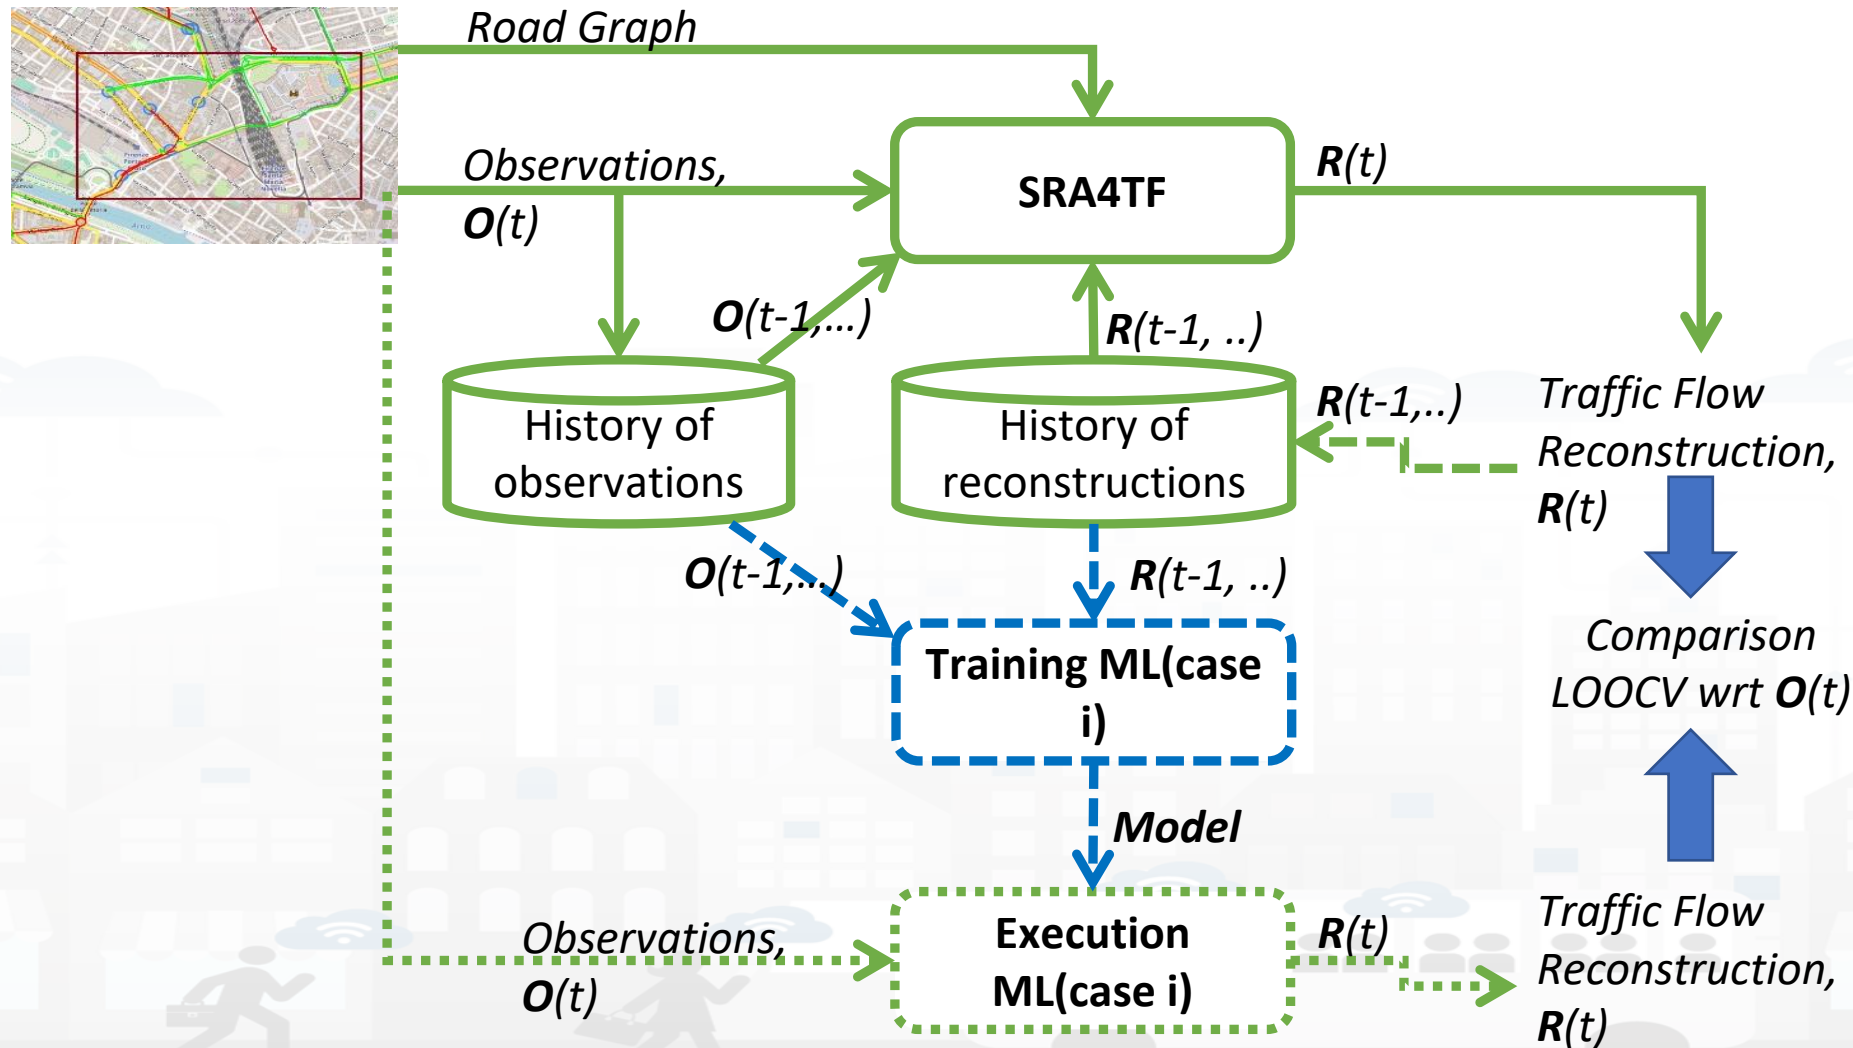 Road Graph
Observations,
O(t)
SRA4TF
R(t)
O(t-1,...)
R(t-1, ..)
History of
observations
History of
reconstructions
R(t-1,..)
Traffic Flow
Reconstruction,
R(t)
O(t-1,...)
R(t-1, ..)
Training ML(case
i)
Comparison
LOOCV wrt O(t)
Model
Observations,
O(t)
Execution
ML(case i)
R(t)
Traffic Flow
Reconstruction,
R(t)